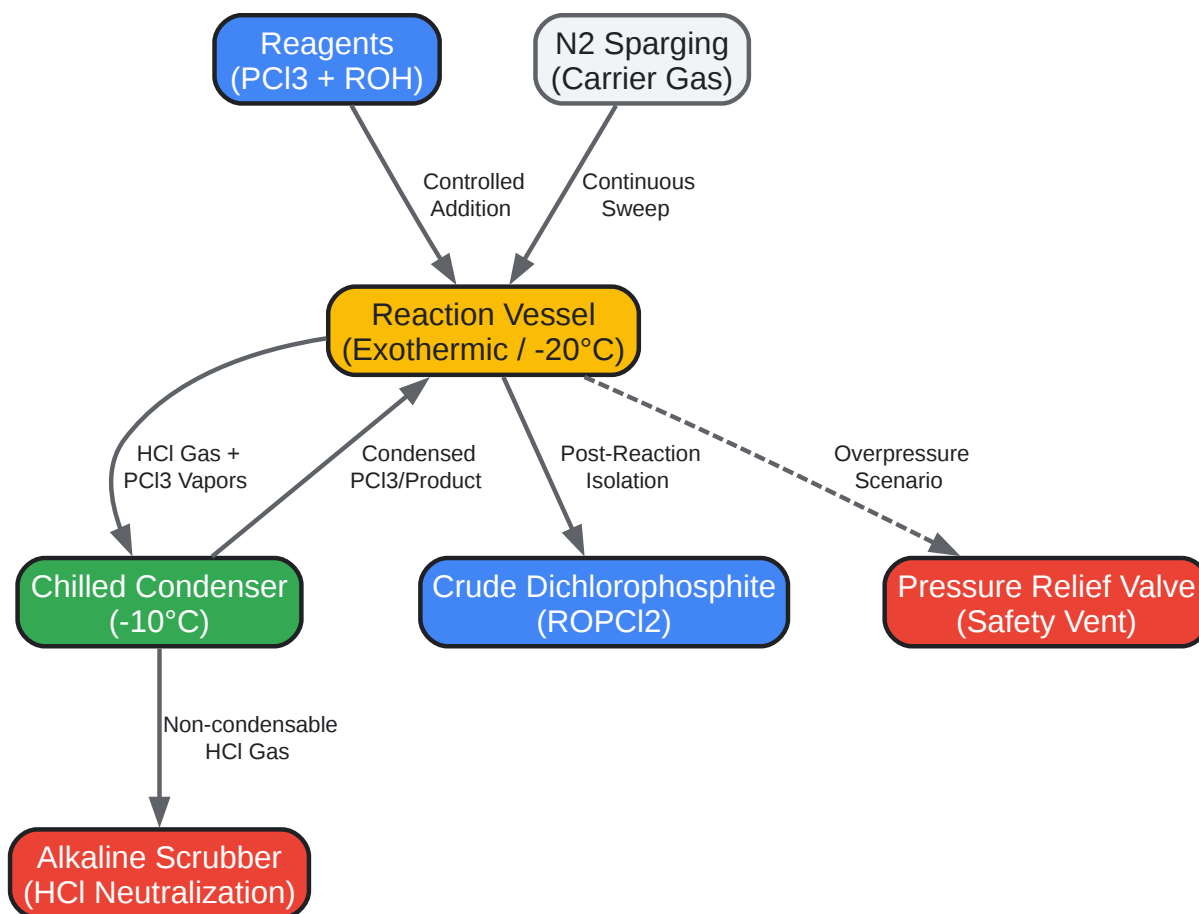 Reagents
(PCl3 + ROH)
N2 Sparging
(Carrier Gas)
Controlled
Addition
Continuous
Sweep
Reaction Vessel
(Exothermic / -20°C)
HCl Gas +
PCl3 Vapors
Condensed
PCl3/Product
Post-Reaction
Isolation
Overpressure
Scenario
Chilled Condenser
(-10°C)
Crude Dichlorophosphite
(ROPCl2)
Pressure Relief Valve
(Safety Vent)
Non-condensable
HCl Gas
Alkaline Scrubber
(HCl Neutralization)